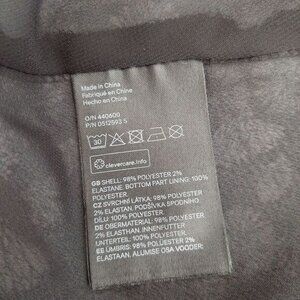 Made in China
Fabriqué en Chine
Hecho en China
O/N 440600
P/N 0512593 S
30
clevercare.info
GB SHELL: 98% POLYESTER 2%
ELASTANE. BOTTOM PART LINING: 100%
POLYESTER.
CZ SVRCHNÍ LÁTKA: 98% POLYESTER
2% ELASTAN. PODŠÍVKA SPODNÍHO
DÍLU: 100% POLYESTER
DE OBERMATERIAL: 98% POLYESTER
2% ELASTHAN. INNENFUTTER
UNTERTEIL: 100% POLYESTER
EE ÜMBRIS: 98% POLÜESTER 2%
ELASTAAN. ALUMISE OSA VOODER: